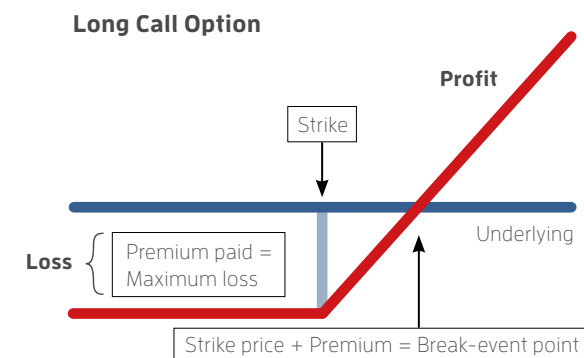 Long Call Option
Profit
Strike
Underlying
Loss
Premium paid =
Maximum loss
Strike price + Premium = Break-event point